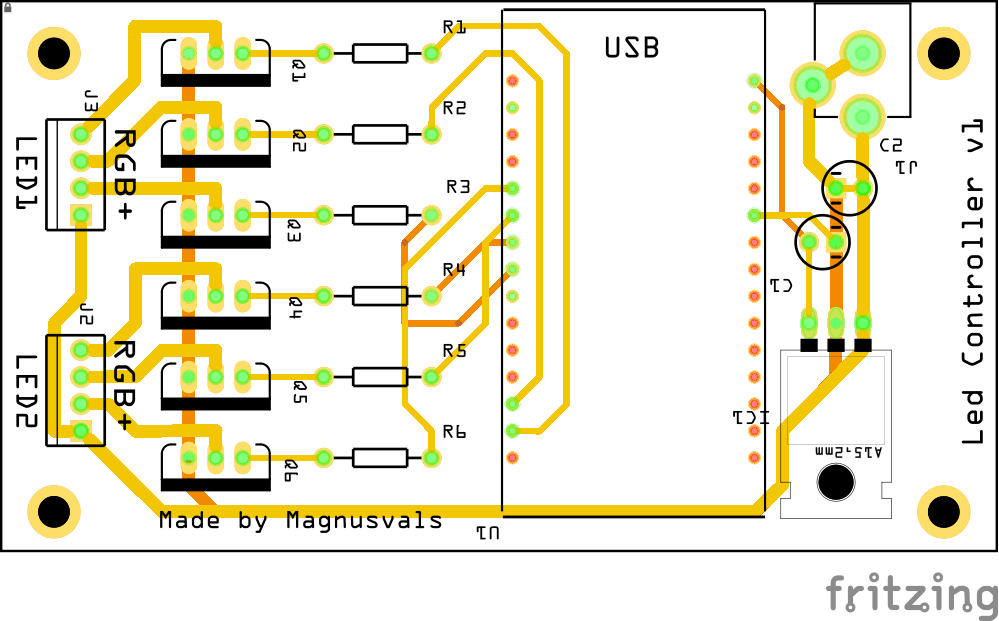 R1
USB
Q1
J3
R2
C2
J1
Q2
LED1
RGB+
Led Controller v1
R3
Q3
R4
C1
J2
Q4
LED2
RGB+
R5
Q5
IC1
R6
A15,2mm
Q6
Made by Magnusvals
U1
fritzing